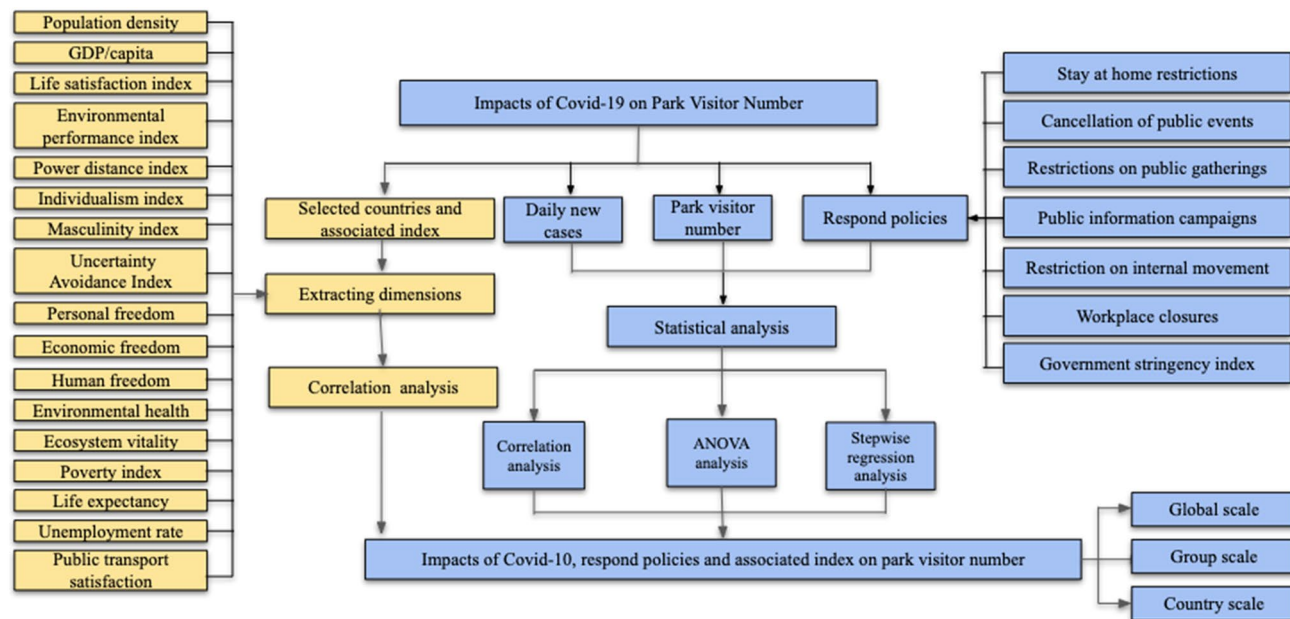 Population density
GDP/capita
Life satisfaction index
Environmental
performance index
Power distance index
Individualism index
Masculinity index
Uncertainty
Avoidance Index
Personal freedom
Economic freedom
Human freedom
Environmental health
Ecosystem vitality
Poverty index
Life expectancy
Unemployment rate
Public transport
satisfaction
Impacts of Covid-19 on Park Visitor Number
Selected countries and
associated index
Daily new
cases
Park visitor
number
Respond policies
Extracting dimensions
Statistical analysis
Correlation analysis
Correlation
analysis
ANOVA
analysis
Stepwise
regression
analysis
Impacts of Covid-10, respond policies and associated index on park visitor number
Stay at home restrictions
Cancellation of public events
Restrictions on public gatherings
Public information campaigns
Restriction on internal movement
Workplace closures
Government stringency index
Global scale
Group scale
Country scale